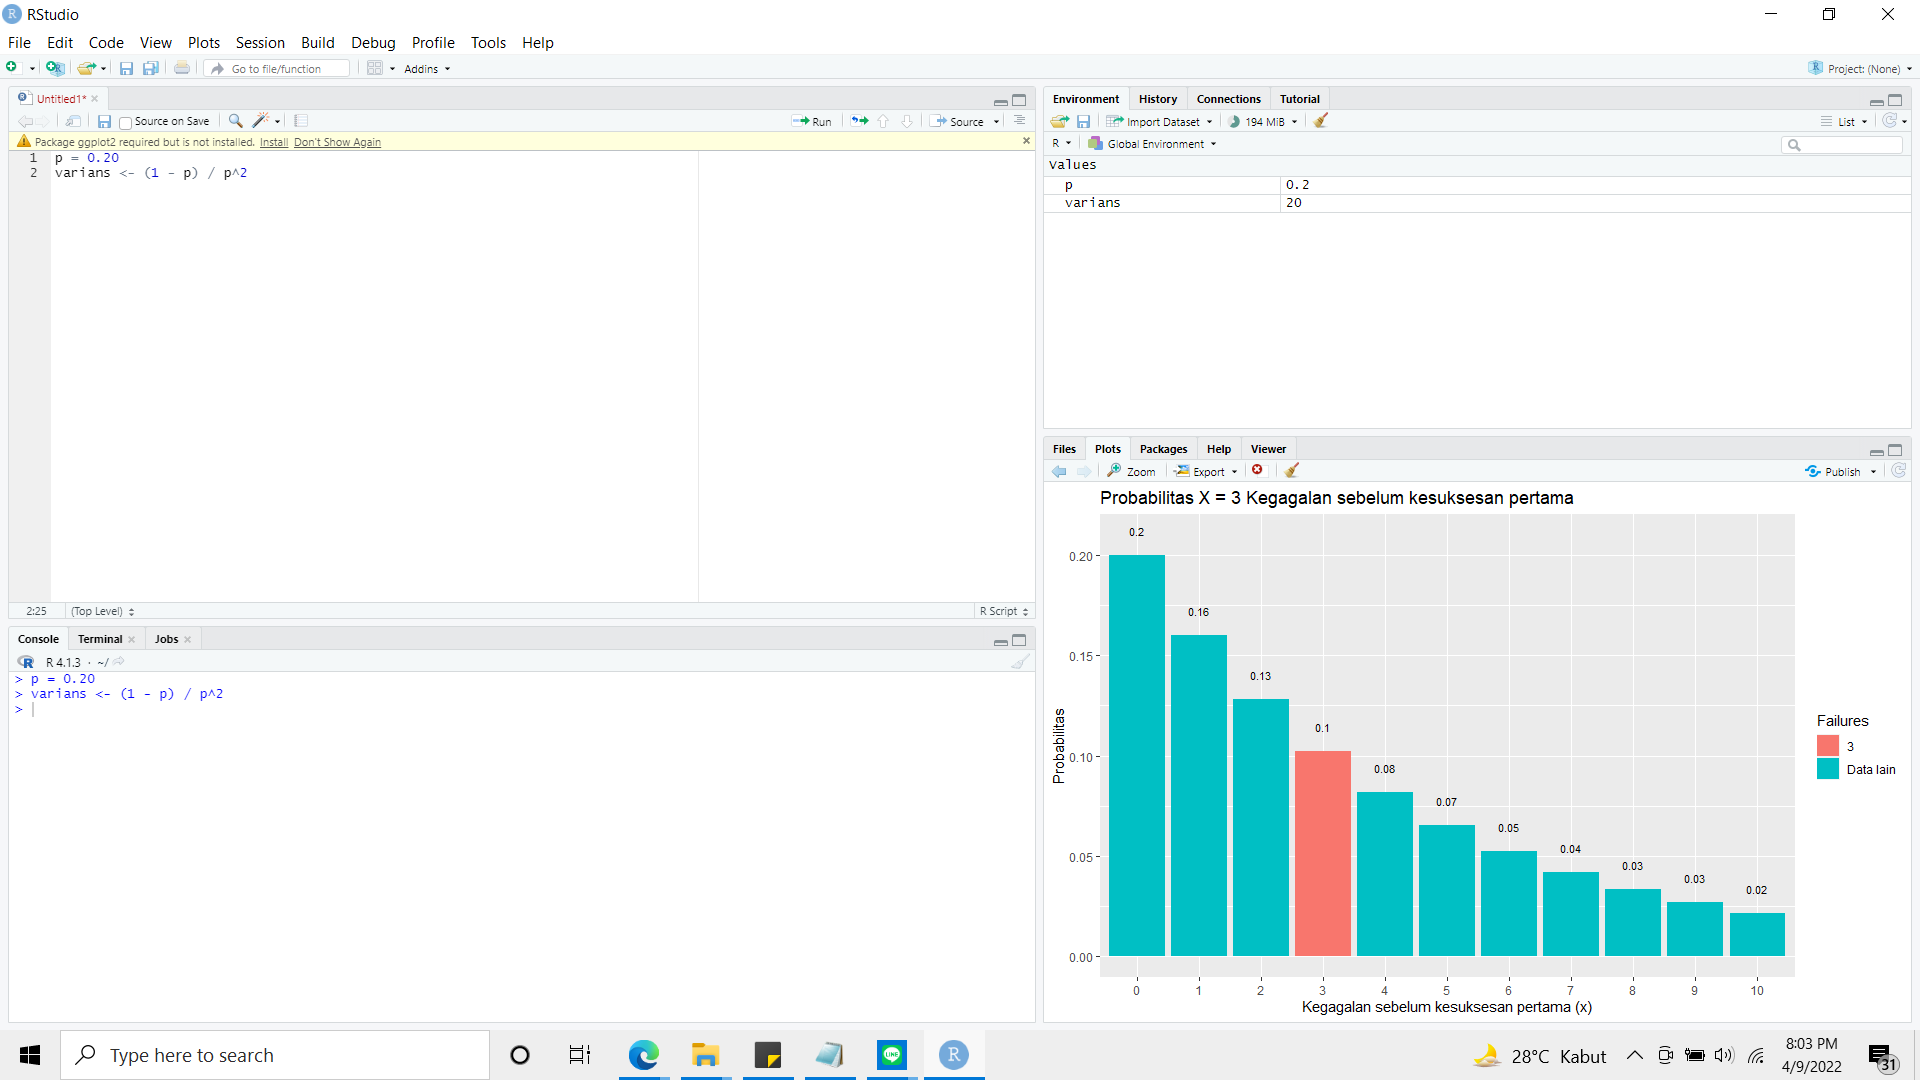 RStudio
File Edit Code View Plots Session Build Debug Profile Tools Help
Go to file/function Addins Project: (None)
Untitled1*
Source on Save Run Source
Package ggplot2 required but is not installed. Install Don't Show Again
1 p = 0.20
2 varians <- (1 - p) / p^2
2:25 (Top Level) R Script
Console Terminal Jobs
R 4.1.3 · ~/
> p = 0.20
> varians <- (1 - p) / p^2
>
Environment History Connections Tutorial
Import Dataset 194 MiB List
R Global Environment
Values
p 0.2
varians 20
Files Plots Packages Help Viewer
Zoom Export Publish
Probabilitas X = 3 Kegagalan sebelum kesuksesan pertama
0.2
0.16
0.13
0.1
0.08
0.07
0.05
0.04
0.03
0.03
0.02
0.20
0.15
0.10
0.05
0.00
Probabilitas
0 1 2 3 4 5 6 7 8 9 10
Kegagalan sebelum kesuksesan pertama (x)
Failures
3
Data lain
Type here to search
LINE
R
28°C Kabut
8:03 PM
4/9/2022
31